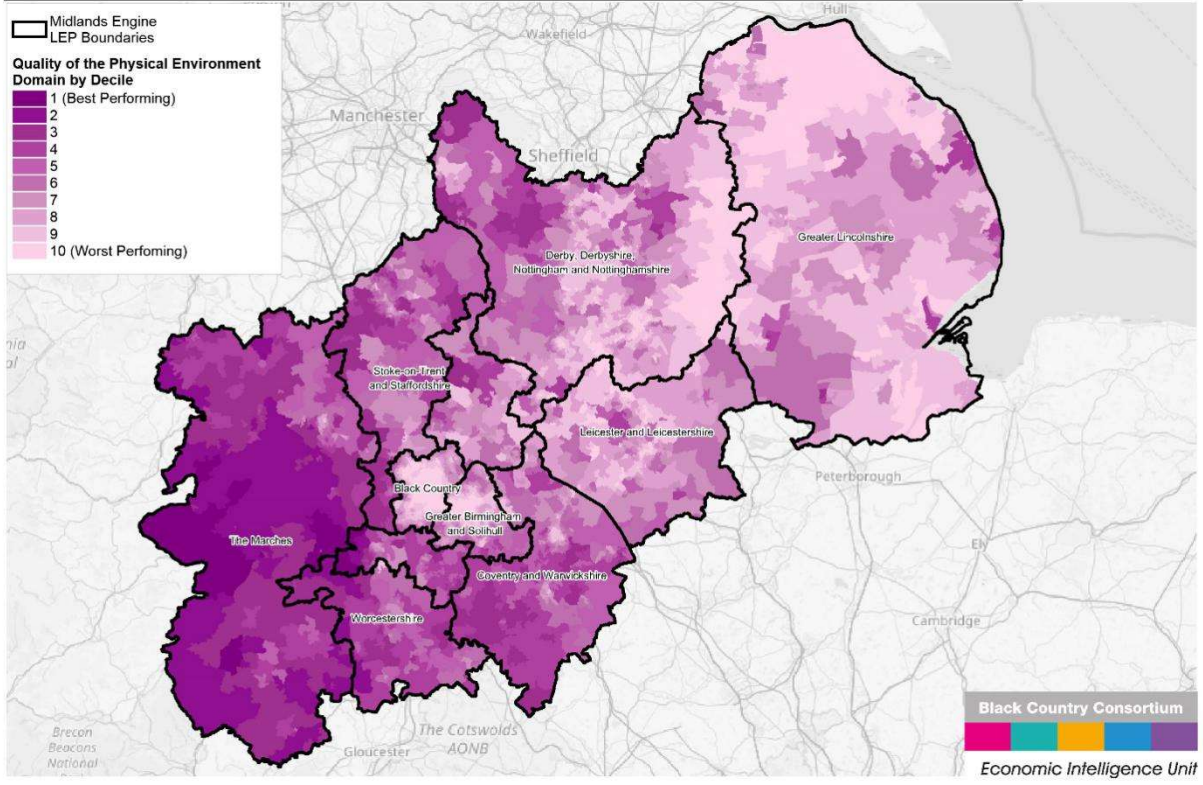 Midlands Engine
LEP Boundaries
Quality of the Physical Environment
Domain by Decile
1 (Best Performing)
2
3
4
5
6
7
8
9
10 (Worst Performing)
Hull
Wakefield
Manchester
Sheffield
Greater Lincolnshire
Derby, Derbyshire,
Nottingham and Nottinghamshire
Stoke-on-Trent
and Staffordshire
Leicester and Leicestershire
Peterborough
Black Country
Greater Birmingham
and Solihull
The Marches
Ely
Coventry and Warwickshire
Worcestershire
Cambridge
The Cotswolds
AONB
Brecon
Beacons
National
Gloucester
Black Country Consortium
Economic Intelligence Unit